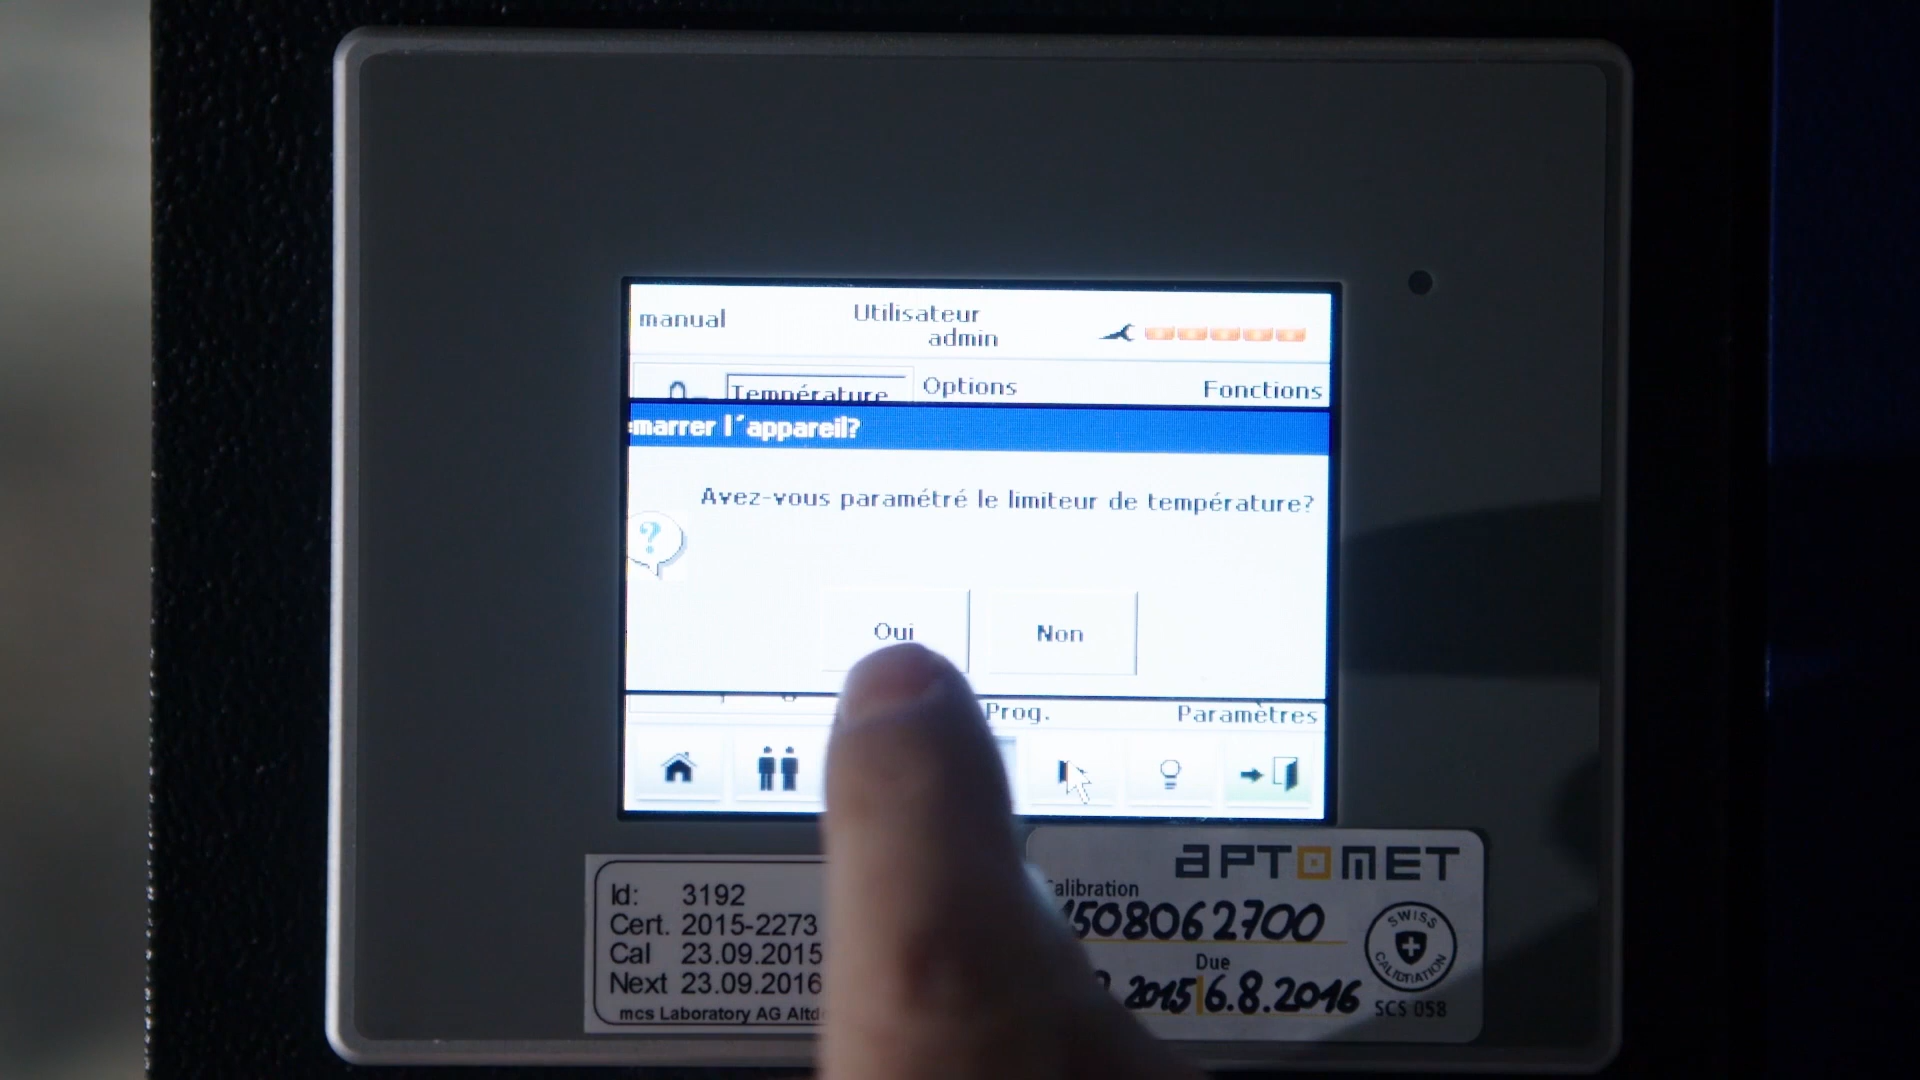 manual
Utilisateur
admin
Température
Options
Fonctions
emarrer l´appareil?
Avez-vous paramétré le limiteur de température?
?
Oui
Non
Prog.
Paramètres
Id: 3192
Cert. 2015-2273
Cal 23.09.2015
Next 23.09.2016
mcs Laboratory AG
APTOMET
alibration
1508062700
Due
2015 6.8.2016
SWISS
CALIBRATION
SCS 058